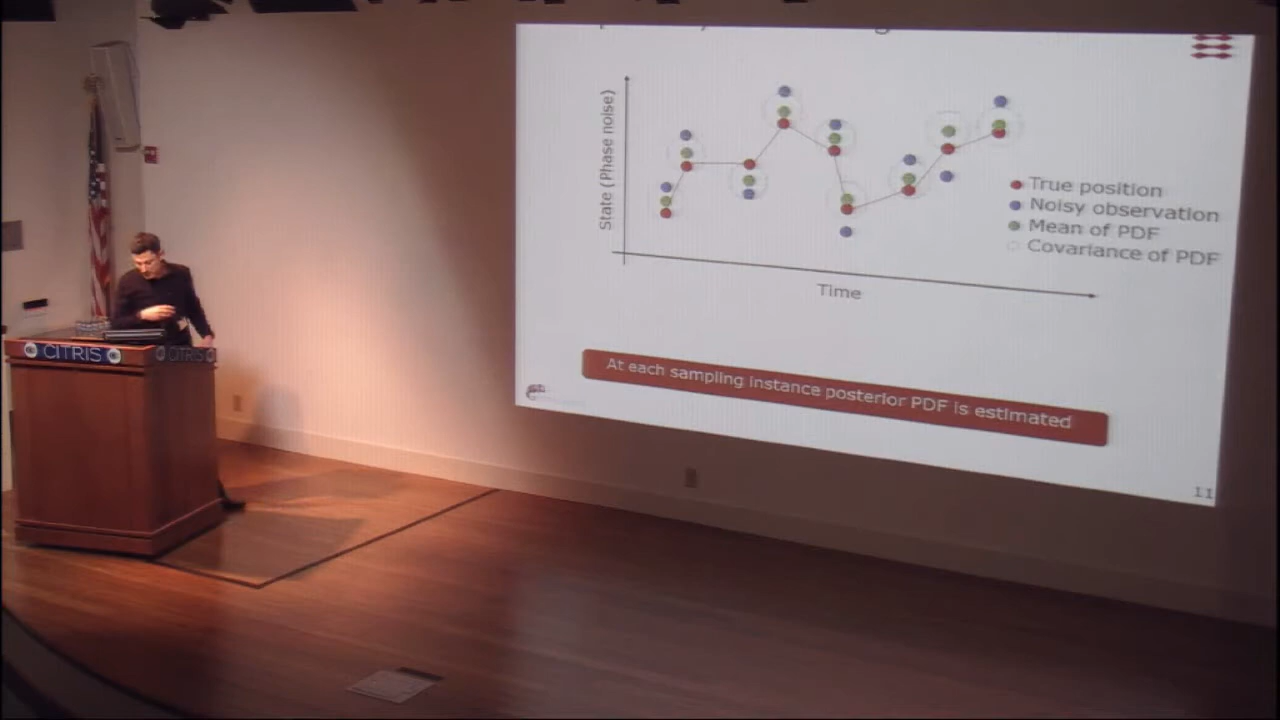 State (Phase noise)
True position
Noisy observation
Mean of PDF
Covariance of PDF
Time
At each sampling instance posterior PDF is estimated
11
CITRIS
CITRIS